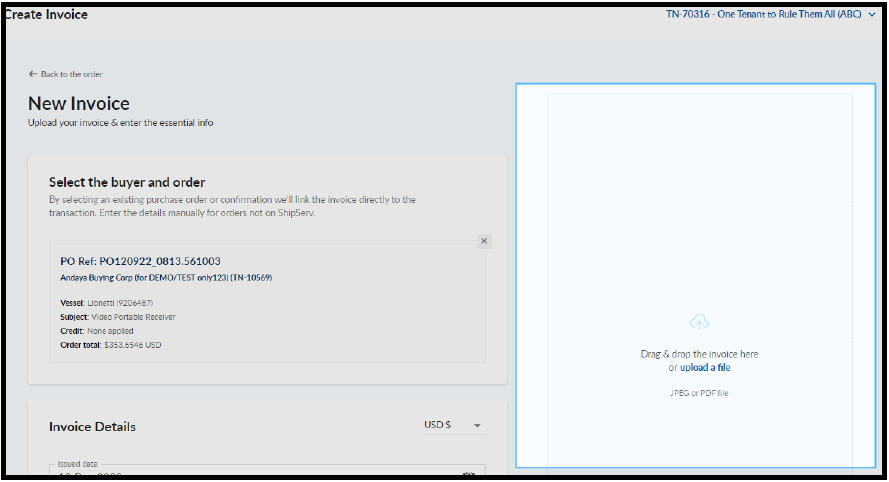 Create Invoice
TN-70316 - One Tenant to Rule Them All (ABC)
Back to the order
New Invoice
Upload your invoice & enter the essential info
Select the buyer and order
By selecting an existing purchase order or confirmation we'll link the invoice directly to the
transaction. Enter the details manually for orders not on ShipServ.
PO Ref: PO120922_0813.561003
Andaya Buying Corp (for DEMO/TEST only123) (TN-10569)
Vessel: Lionetti (9206487)
Subject: Video Portable Receiver
Credit: None applied
Order total: $353.6546 USD
Drag & drop the invoice here
or upload a file
JPEG or PDF file
Invoice Details
USD $
Issued date